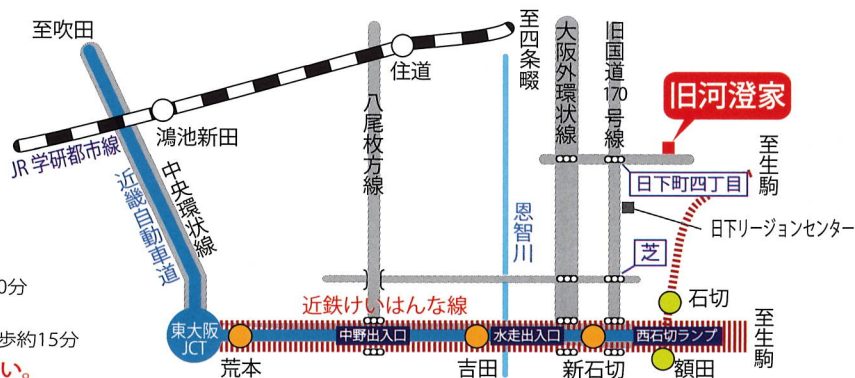 至吹田
住道
至四条畷
大阪外環状線
旧国道170号線
旧河澄家
鴻池新田
JR学研都市線
八尾枚方線
中央環状線
近畿自動車道
至生駒
日下町四丁目
恩智川
日下リージョンセンター
芝
0分
近鉄けいはんな線
石切
歩約15分
東大阪
JCT
中野出入口
水走出入口
西石切ランプ
至生駒
い。
荒本
吉田
新石切
額田